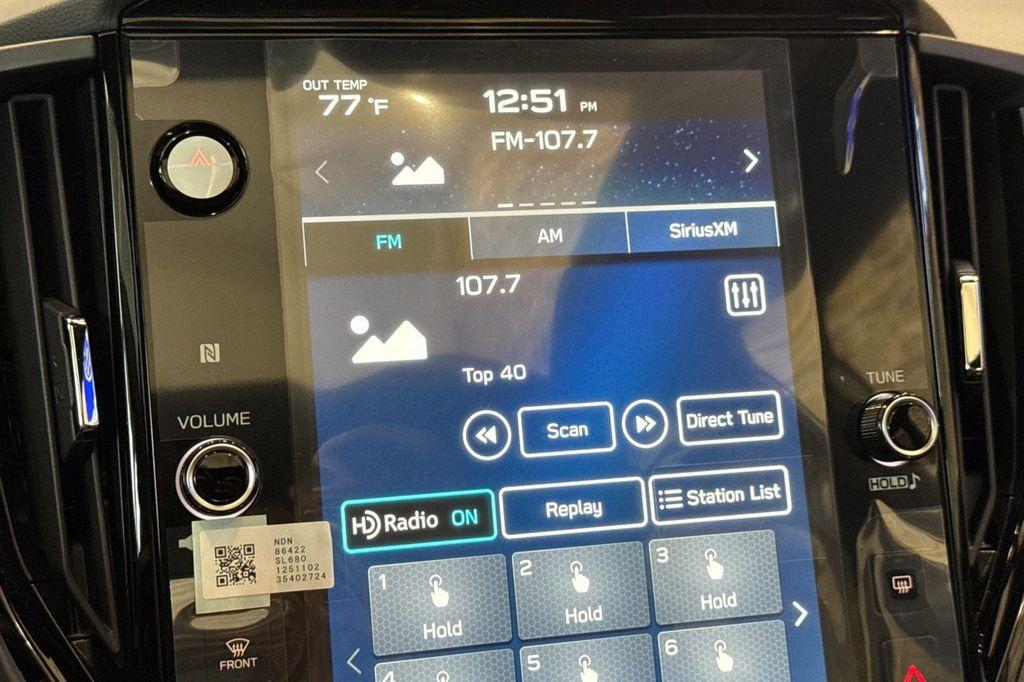 OUT TEMP
77 °F
12:51 PM
FM-107.7
FM
AM
SiriusXM
107.7
Top 40
Scan
Direct Tune
HD Radio ON
Replay
Station List
1
Hold
2
Hold
3
Hold
4
5
6
VOLUME
TUNE
HOLD
NDN
86422
SL680
1251102
35402724
FRONT